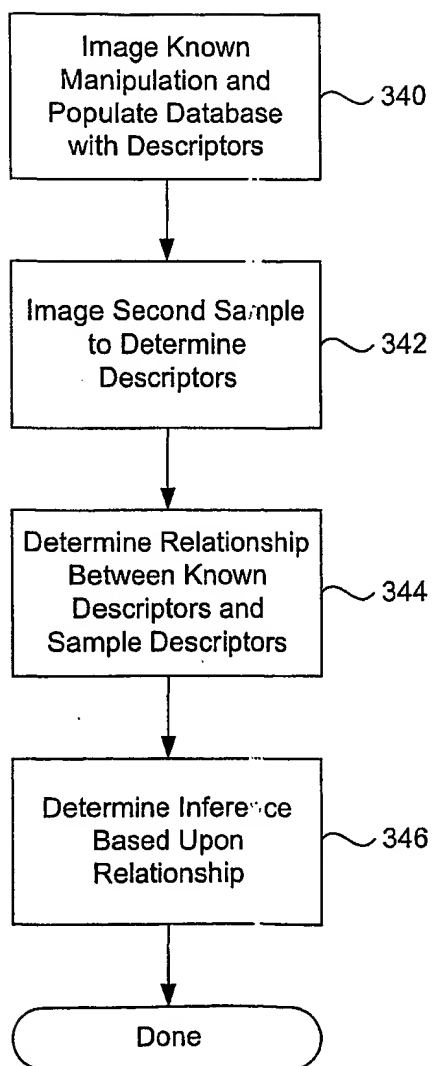 Image Known
Manipulation and
Populate Database
with Descriptors
340
Image Second Sample
to Determine
Descriptors
342
Determine Relationship
Between Known
Descriptors and
Sample Descriptors
344
Determine Inference
Based Upon
Relationship
346
Done